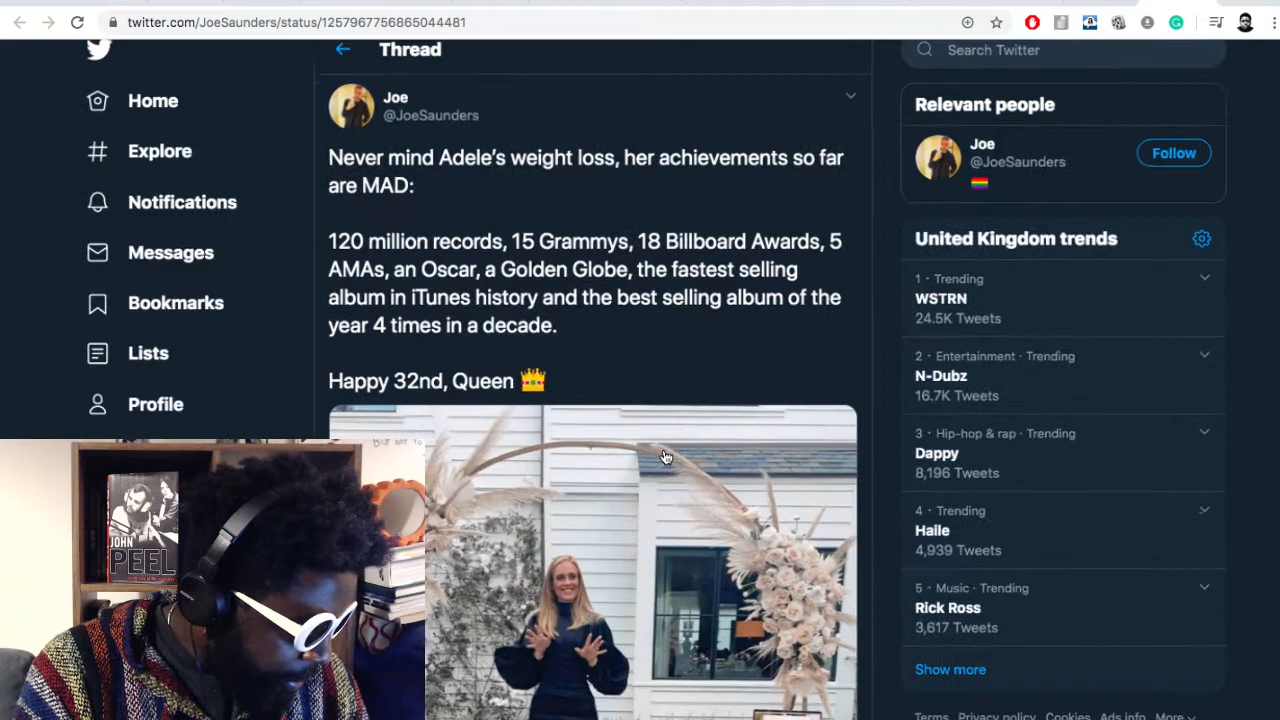 twitter.com/JoeSaunders/status/1257967756865044481
Home
Explore
Notifications
Messages
Bookmarks
Lists
Profile
Thread
Joe
@JoeSaunders
Never mind Adele's weight loss, her achievements so far
are MAD:
120 million records, 15 Grammys, 18 Billboard Awards, 5
AMAs, an Oscar, a Golden Globe, the fastest selling
album in iTunes history and the best selling album of the
year 4 times in a decade.
Happy 32nd, Queen 👑
JOHN
PEEL
Search Twitter
Relevant people
Joe
@JoeSaunders
🏳️‍🌈
Follow
United Kingdom trends
1 · Trending
WSTRN
24.5K Tweets
2 · Entertainment · Trending
N-Dubz
16.7K Tweets
3 · Hip-hop & rap · Trending
Dappy
8,196 Tweets
4 · Trending
Haile
4,939 Tweets
5 · Music · Trending
Rick Ross
3,617 Tweets
Show more
Terms Privacy policy Cookies Ads info More